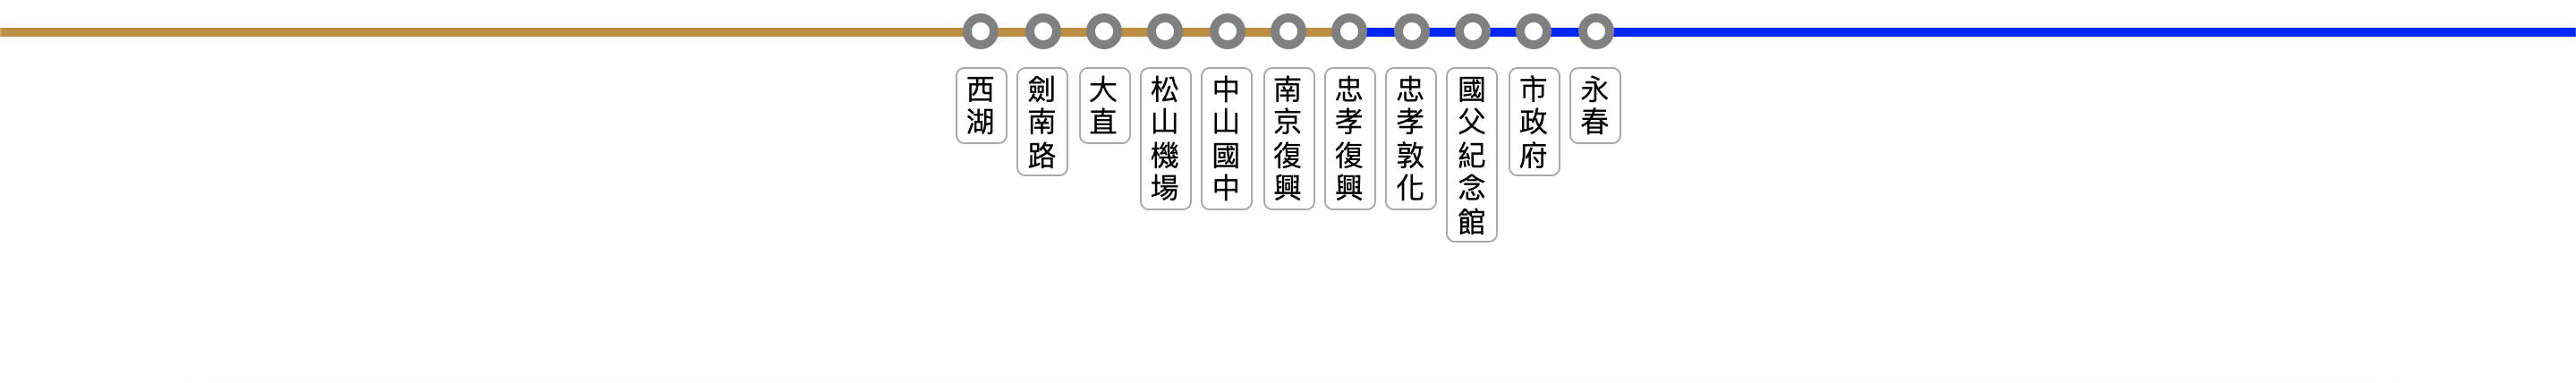 西湖
劍南路
大直
松山機場
中山國中
南京復興
忠孝復興
忠孝敦化
國父紀念館
市政府
永春